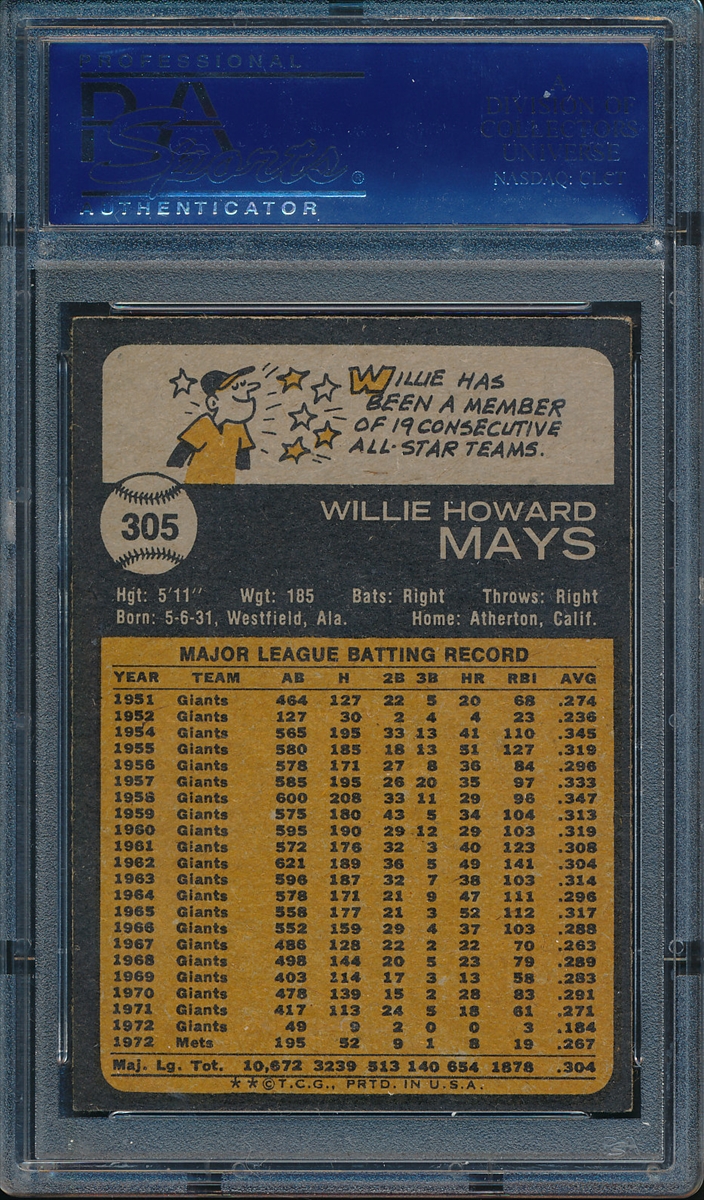 PROFESSIONAL
PSA
Sports®
AUTHENTICATOR
A
DIVISION OF
COLLECTORS
UNIVERSE
NASDAQ: CLCT
WILLIE HAS
BEEN A MEMBER
OF 19 CONSECUTIVE
ALL-STAR TEAMS.
305
WILLIE HOWARD
MAYS
Hgt: 5'11" Wgt: 185 Bats: Right Throws: Right
Born: 5-6-31, Westfield, Ala. Home: Atherton, Calif.
MAJOR LEAGUE BATTING RECORD
YEAR TEAM AB H 2B 3B HR RBI AVG
1951 Giants 464 127 22 5 20 68 .274
1952 Giants 127 30 2 4 4 23 .236
1954 Giants 565 195 33 13 41 110 .345
1955 Giants 580 185 18 13 51 127 .319
1956 Giants 578 171 27 8 36 84 .296
1957 Giants 585 195 26 20 35 97 .333
1958 Giants 600 208 33 11 29 96 .347
1959 Giants 575 180 43 5 34 104 .313
1960 Giants 595 190 29 12 29 103 .319
1961 Giants 572 176 32 3 40 123 .308
1962 Giants 621 189 36 5 49 141 .304
1963 Giants 596 187 32 7 38 103 .314
1964 Giants 578 171 21 9 47 111 .296
1965 Giants 558 177 21 3 52 112 .317
1966 Giants 552 159 29 4 37 103 .288
1967 Giants 486 128 22 2 22 70 .263
1968 Giants 498 144 20 5 23 79 .289
1969 Giants 403 114 17 3 13 58 .283
1970 Giants 478 139 15 2 28 83 .291
1971 Giants 417 113 24 5 18 61 .271
1972 Giants 49 9 2 0 0 3 .184
1972 Mets 195 52 9 1 8 19 .267
Maj. Lg. Tot. 10,672 3239 513 140 654 1878 .304
**©T.C.G., PRTD. IN U.S.A.